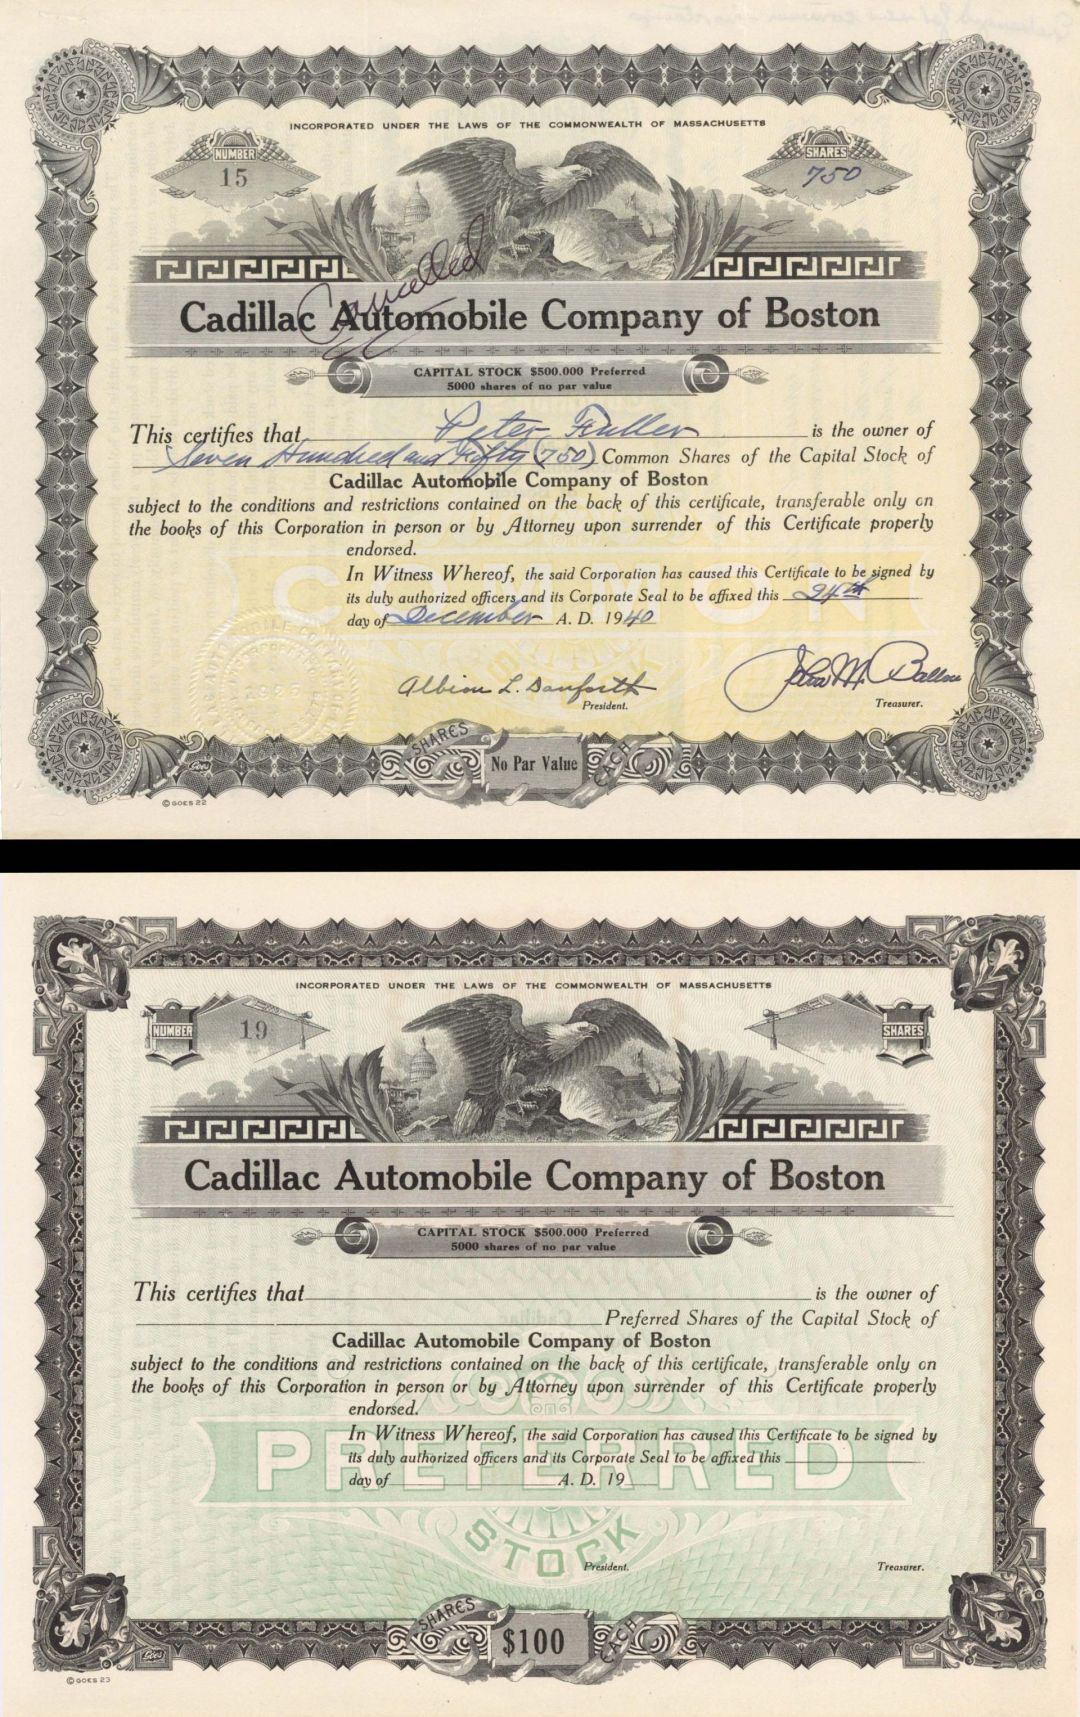 INCORPORATED UNDER THE LAWS OF THE COMMONWEALTH OF MASSACHUSETTS
NUMBER
15
SHARES
750
Cancelled
Cadillac Automobile Company of Boston
CAPITAL STOCK $500.000 Preferred
5000 shares of no par value
This certifies that Peter Fuller is the owner of
Seven Hundred and Fifty (750) Common Shares of the Capital Stock of
Cadillac Automobile Company of Boston
subject to the conditions and restrictions contained on the back of this certificate, transferable only on
the books of this Corporation in person or by Attorney upon surrender of this Certificate properly
endorsed.
In Witness Whereof, the said Corporation has caused this Certificate to be signed by
its duly authorized officers and its Corporate Seal to be affixed this 24th
day of December A. D. 1940
COMMON
Albion L. Danforth
President.
John M. Ballou
Treasurer.
SHARES
No Par Value
EACH
Goes
© GOES 22
INCORPORATED UNDER THE LAWS OF THE COMMONWEALTH OF MASSACHUSETTS
NUMBER
19
SHARES
Cadillac Automobile Company of Boston
CAPITAL STOCK $500.000 Preferred
5000 shares of no par value
This certifies that is the owner of
Preferred Shares of the Capital Stock of
Cadillac Automobile Company of Boston
subject to the conditions and restrictions contained on the back of this certificate, transferable only on
the books of this Corporation in person or by Attorney upon surrender of this Certificate properly
endorsed.
In Witness Whereof, the said Corporation has caused this Certificate to be signed by
its duly authorized officers and its Corporate Seal to be affixed this
day of A. D. 19
PREFERRED
STOCK
President.
Treasurer.
SHARES
$100
EACH
Goes
© GOES 23